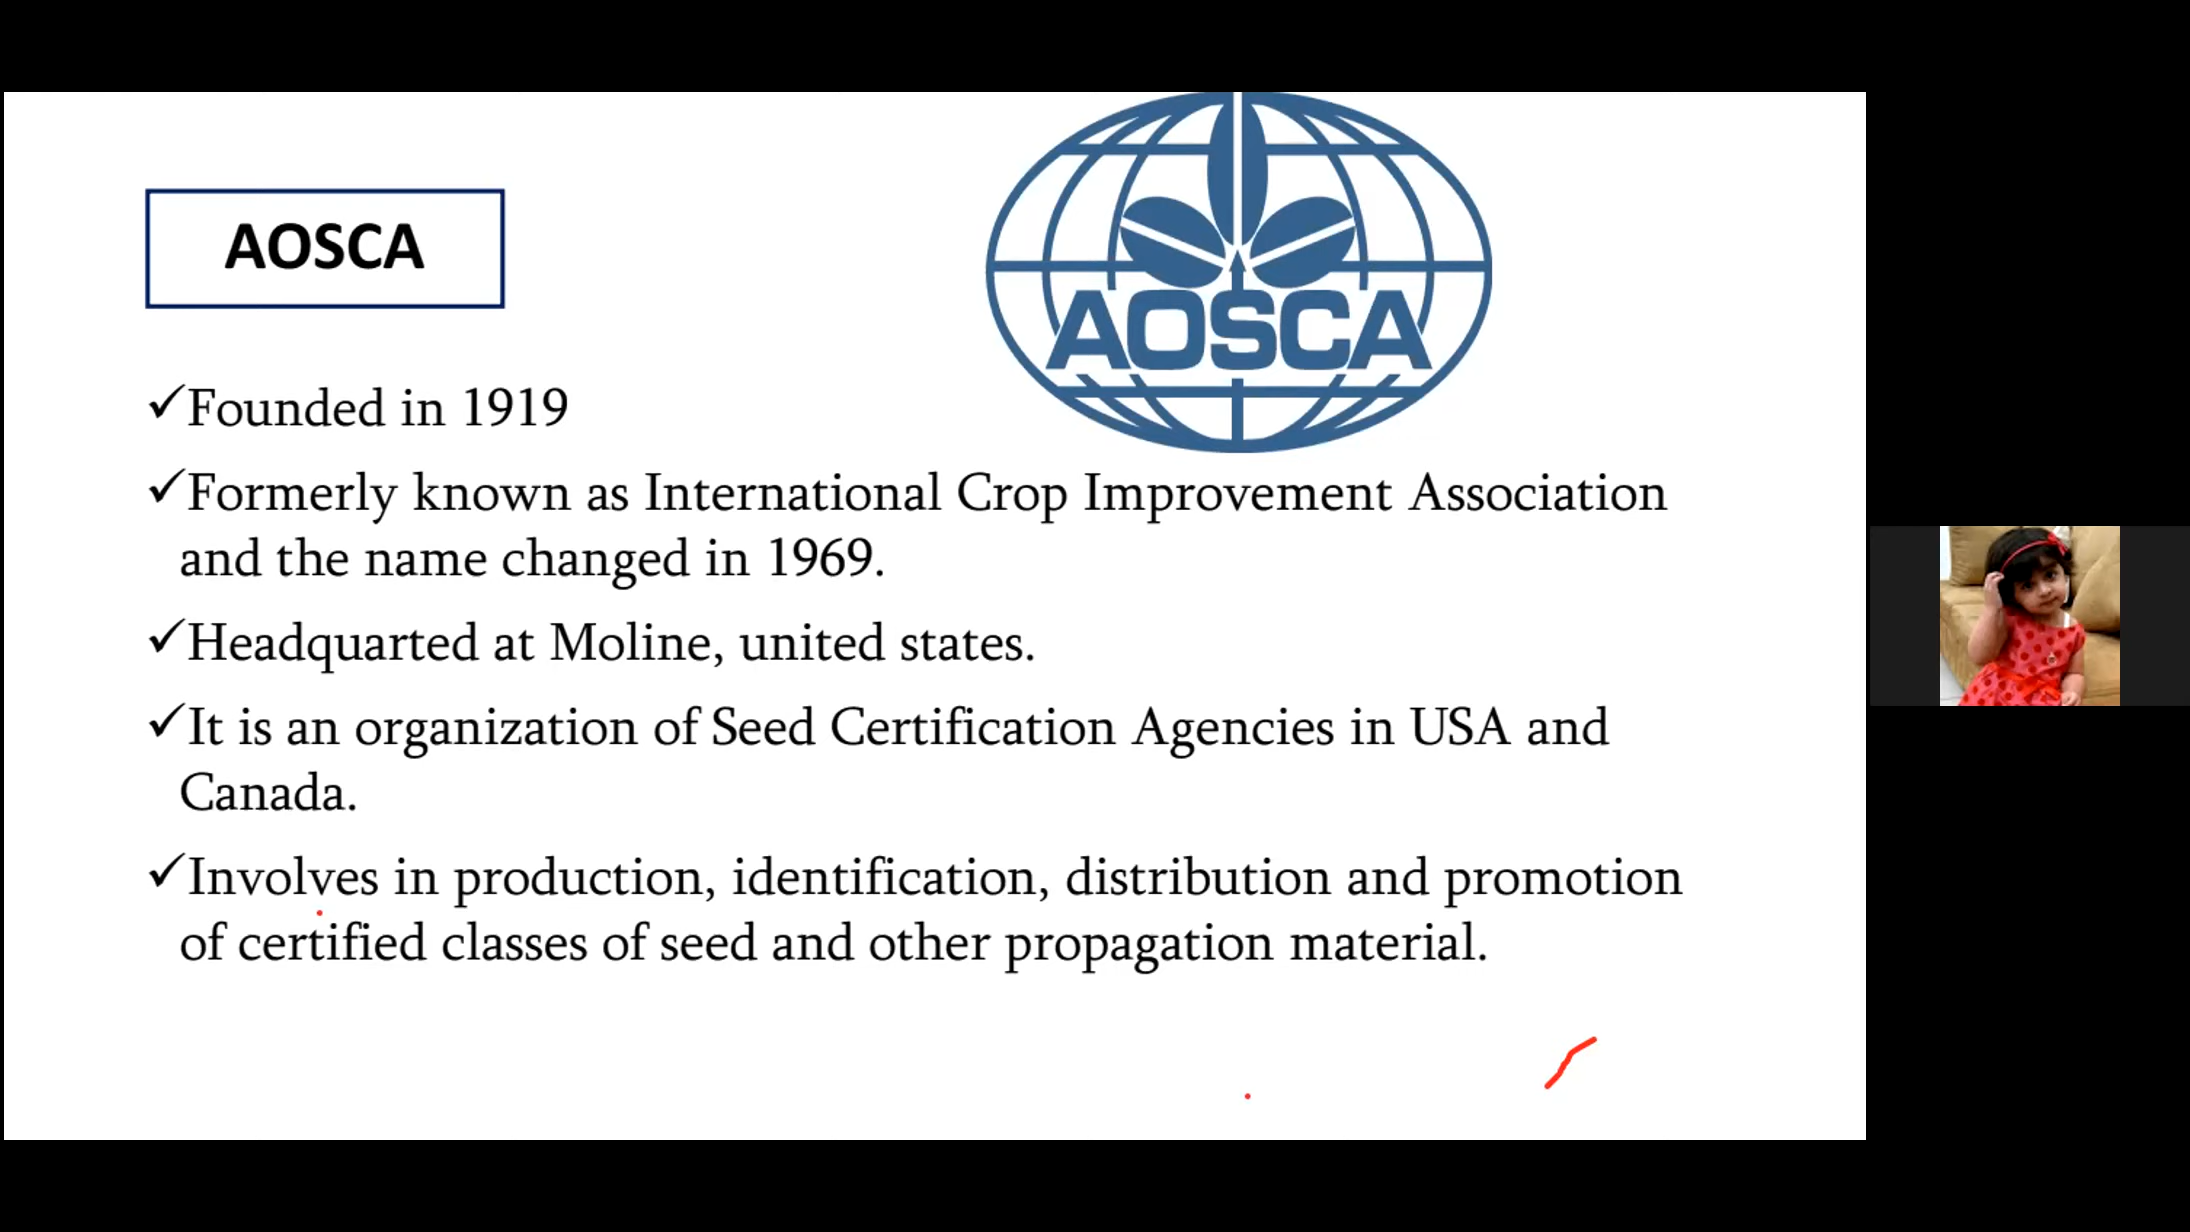 AOSCA
AOSCA
✓Founded in 1919
✓Formerly known as International Crop Improvement Association
and the name changed in 1969.
✓Headquarted at Moline, united states.
✓It is an organization of Seed Certification Agencies in USA and
Canada.
✓Involves in production, identification, distribution and promotion
of certified classes of seed and other propagation material.